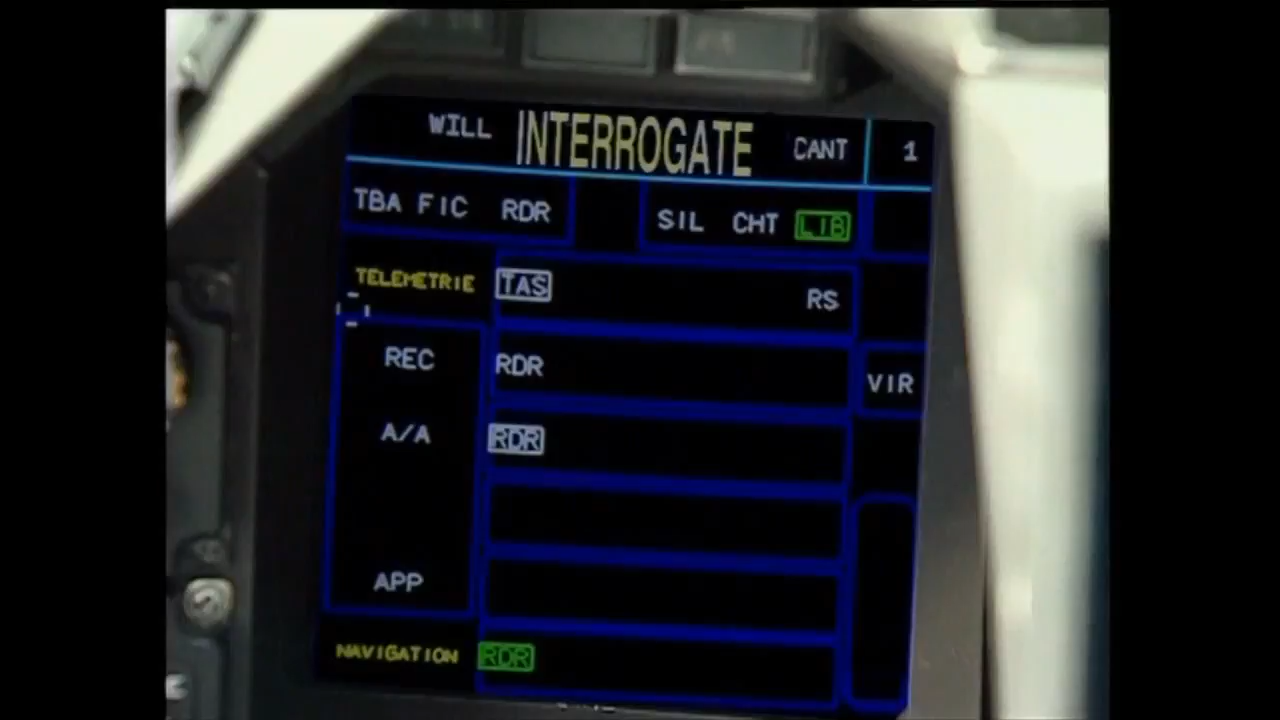 WILL INTERROGATE CANT 1
TBA FIC RDR SIL CHT LIB
TELEMETRIE TAS RS
REC RDR VIR
A/A RDR
APP
NAVIGATION RDR